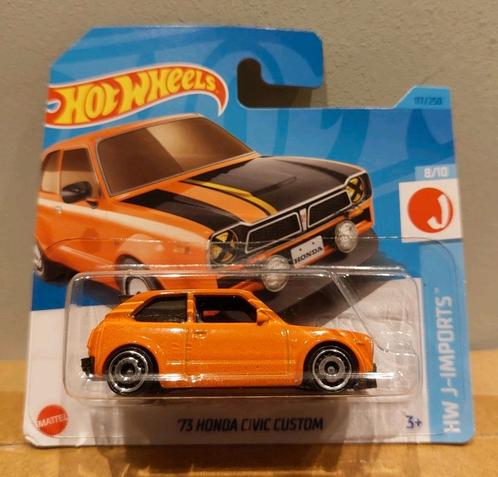 HOT WHEELS
117/250
8/10
J
HW J-IMPORTS™
HONDA
MATTEL
'73 HONDA CIVIC CUSTOM
3+